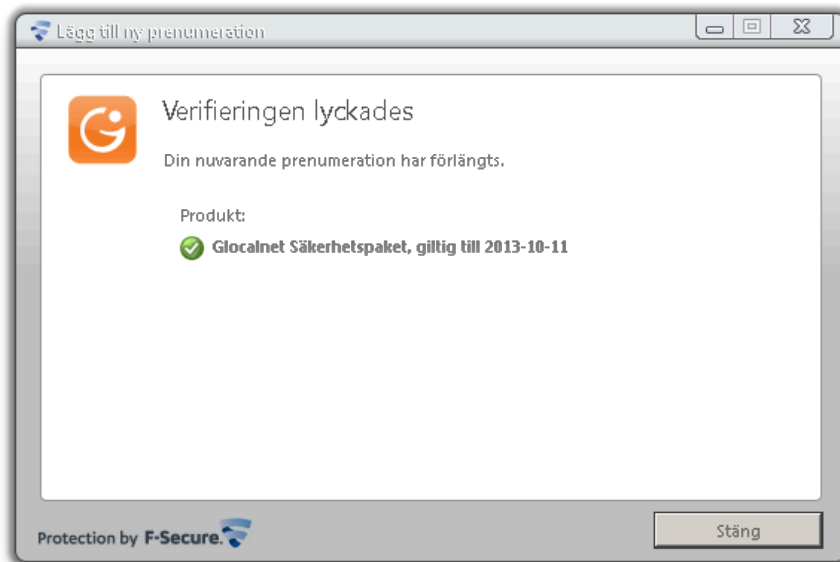 Lägg till ny prenumeration
Verifieringen lyckades
Din nuvarande prenumeration har förlängts.
Produkt:
Glocalnet Säkerhetspaket, giltig till 2013-10-11
Protection by F-Secure.
Stäng